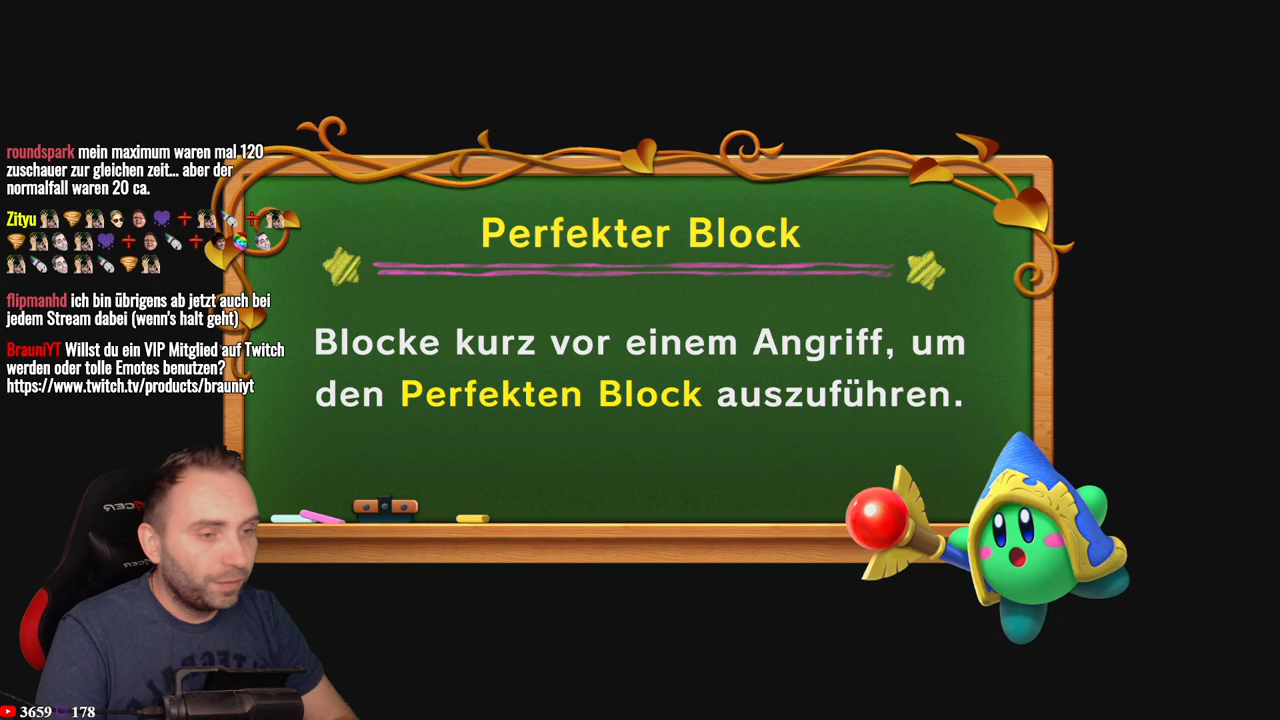 roundspark mein maximum waren mal 120
zuschauer zur gleichen zeit... aber der
normalfall waren 20 ca.
Zityu
flipmanhd ich bin übrigens ab jetzt auch bei
jedem Stream dabei (wenn's halt geht)
BrauniYT Willst du ein VIP Mitglied auf Twitch
werden oder tolle Emotes benutzen?
https://www.twitch.tv/products/brauniyt
Perfekter Block
Blocke kurz vor einem Angriff, um
den Perfekten Block auszuführen.
3659 178